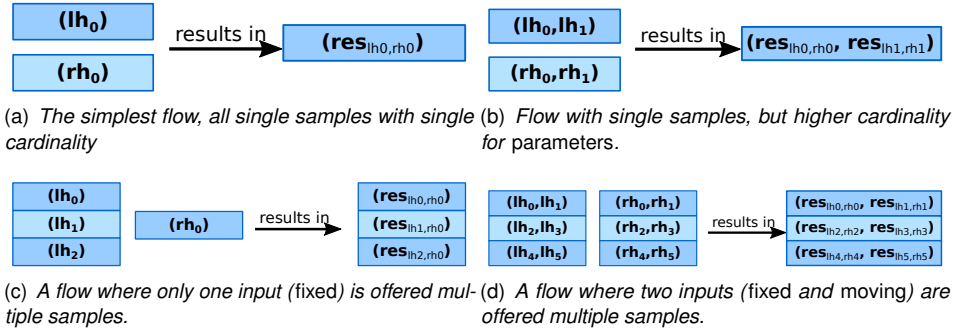 (lh0)
results in
(reslh0,rh0)
(rh0)
(lh0,lh1)
results in
(reslh0,rh0, reslh1,rh1)
(rh0,rh1)
(a) The simplest flow, all single samples with single
cardinality
(b) Flow with single samples, but higher cardinality
for parameters.
(lh0)
(lh1)
(lh2)
(rh0)
results in
(reslh0,rh0)
(reslh1,rh0)
(reslh2,rh0)
(lh0,lh1)
(lh2,lh3)
(lh4,lh5)
(rh0,rh1)
(rh2,rh3)
(rh4,rh5)
results in
(reslh0,rh0, reslh1,rh1)
(reslh2,rh2, reslh3,rh3)
(reslh4,rh4, reslh5,rh5)
(c) A flow where only one input (fixed) is offered mul-
tiple samples.
(d) A flow where two inputs (fixed and moving) are
offered multiple samples.